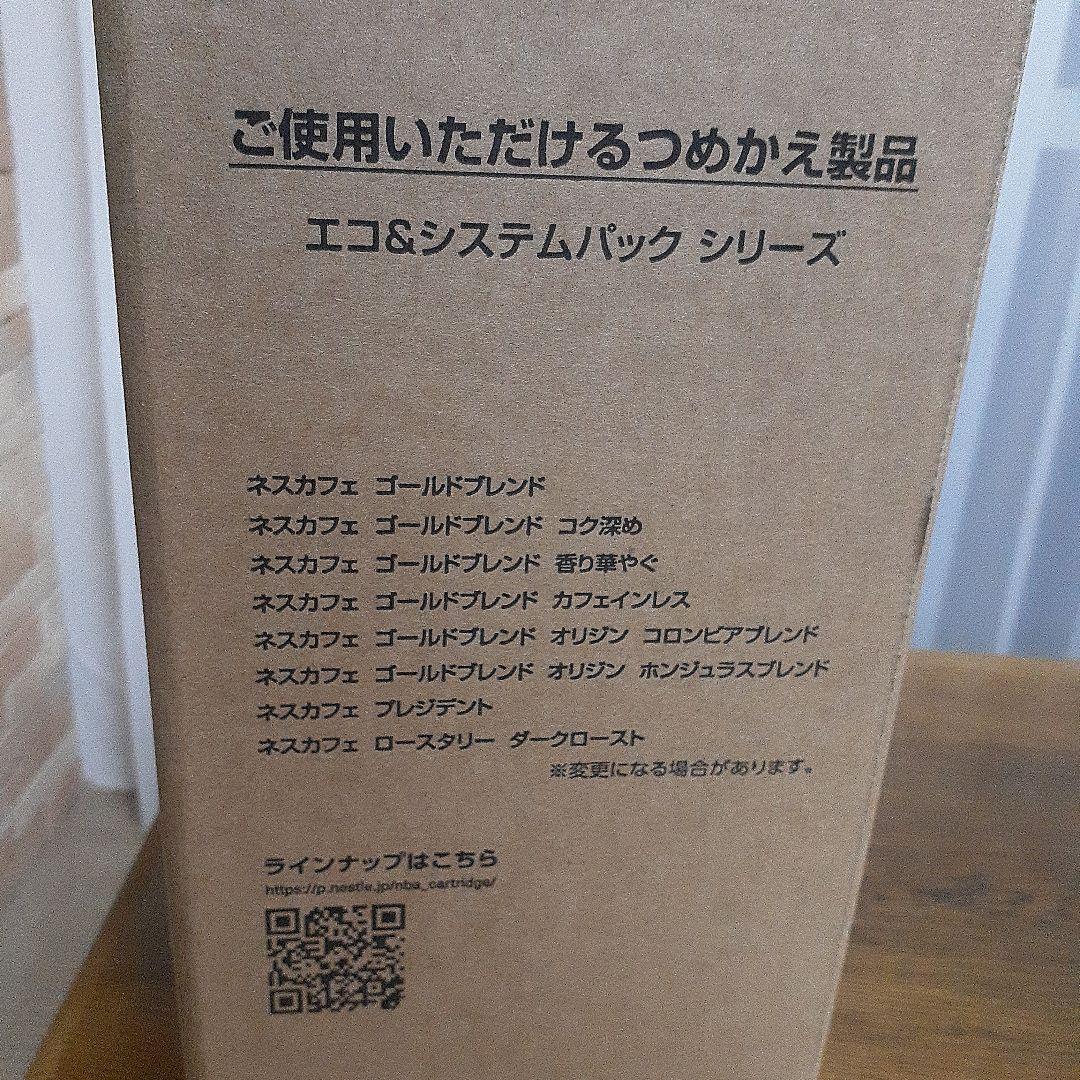 ご使用いただけるつめかえ製品
エコ&システムパック シリーズ
ネスカフェ ゴールドブレンド
ネスカフェ ゴールドブレンド コク深め
ネスカフェ ゴールドブレンド 香り華やぐ
ネスカフェ ゴールドブレンド カフェインレス
ネスカフェ ゴールドブレンド オリジン コロンビアブレンド
ネスカフェ ゴールドブレンド オリジン ホンジュラスブレンド
ネスカフェ プレジデント
ネスカフェ ロースタリー ダークロースト
※変更になる場合があります。
ラインナップはこちら
https://p.nestle.jp/nba_cartridge/